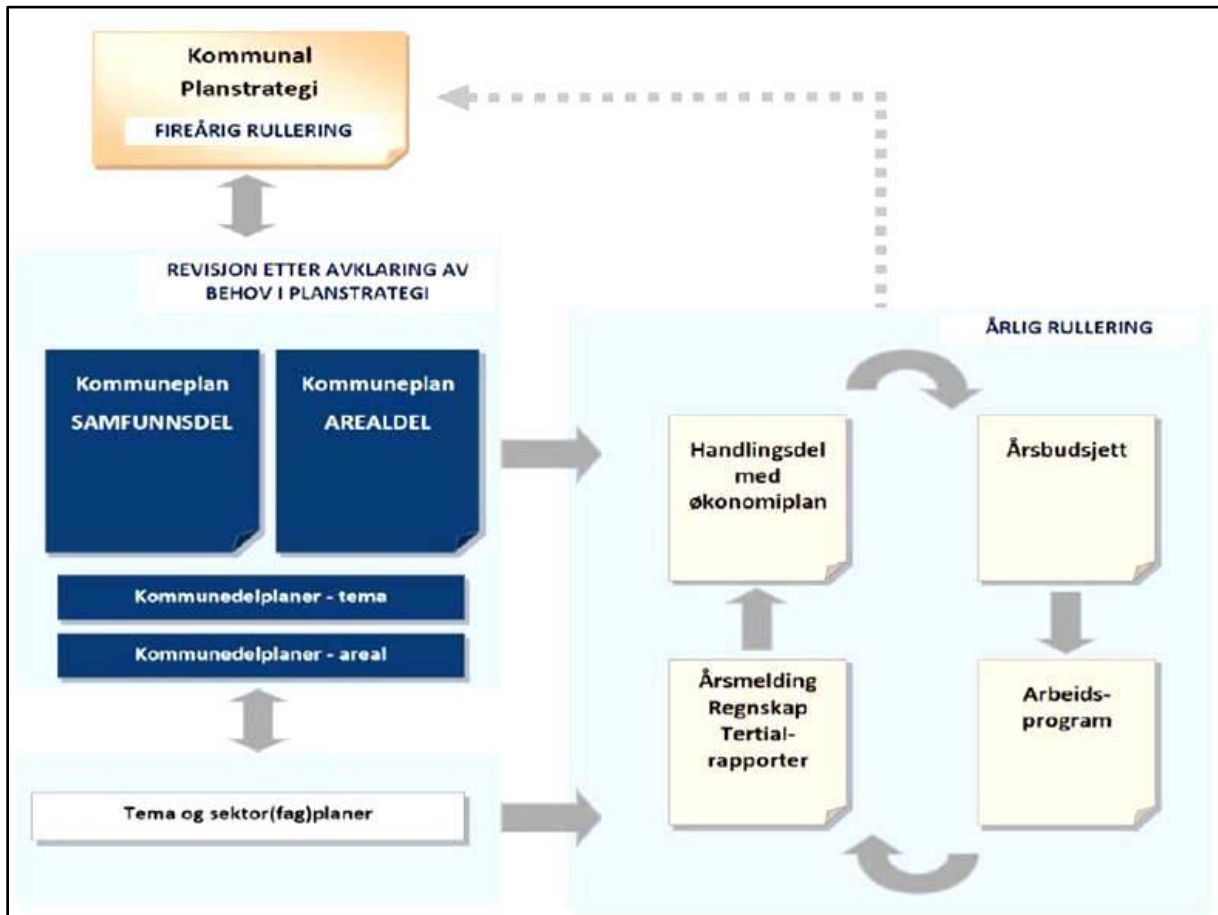 Kommunal
Planstrategi
FIREÅRIG RULLERING
REVISJON ETTER AVKLARING AV
BEHOV I PLANSTRATEGI
Kommuneplan
SAMFUNNSDEL
Kommuneplan
AREALDEL
Kommunedelplaner - tema
Kommunedelplaner - areal
Tema og sektor(fag)planer
ÅRLIG RULLERING
Handlingsdel
med
økonomiplan
Årsbudsjett
Årsmelding
Regnskap
Tertial-
rapporter
Arbeids-
program